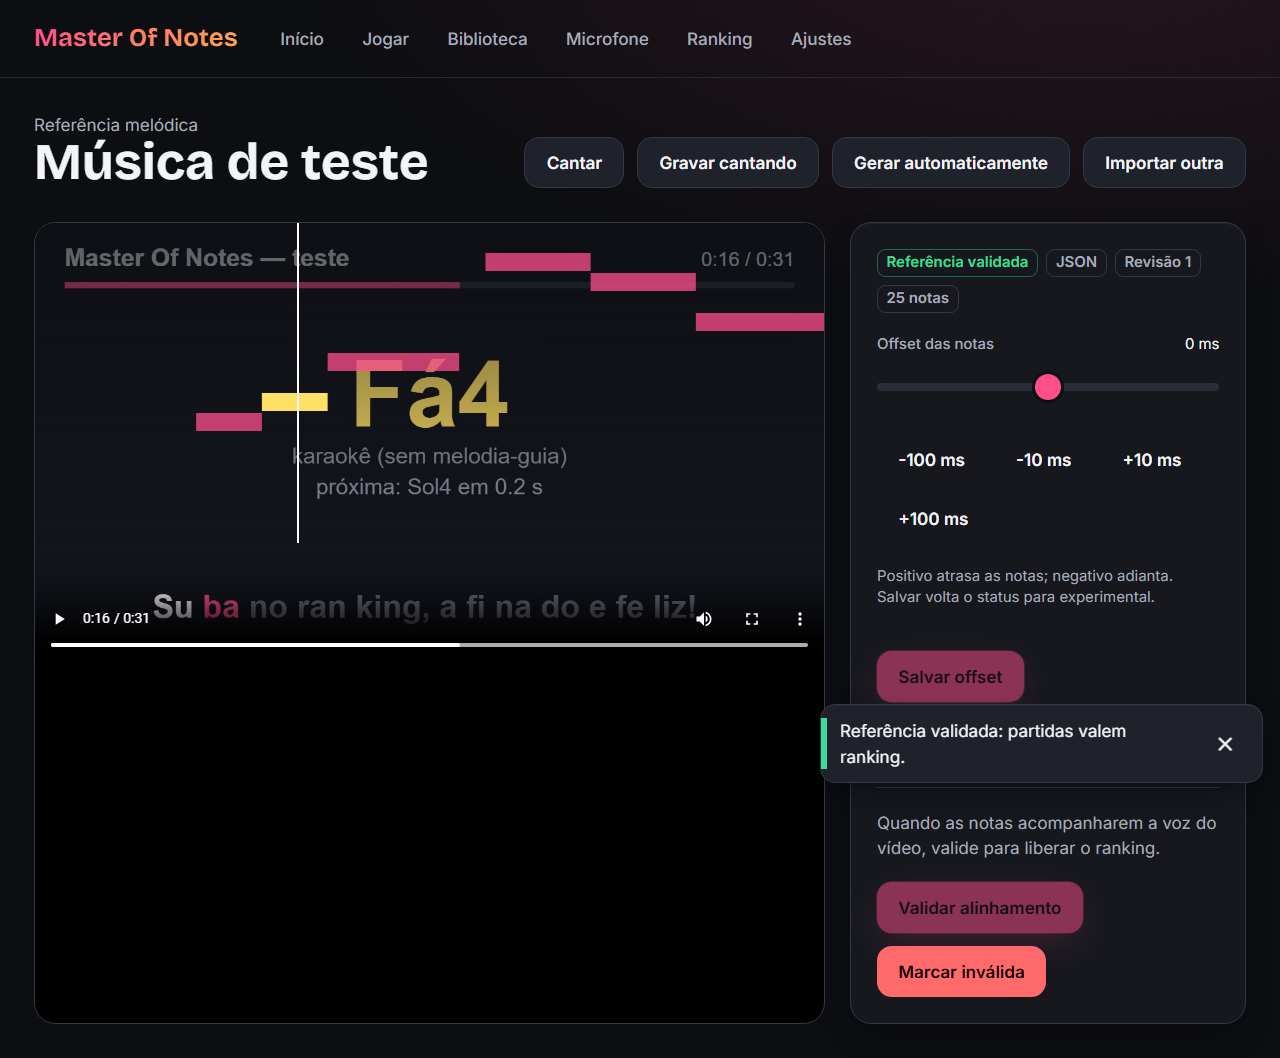 Master Of Notes
Início
Jogar
Biblioteca
Microfone
Ranking
Ajustes
Referência melódica
Música de teste
Cantar
Gravar cantando
Gerar automaticamente
Importar outra
Master Of Notes — teste
0:16 / 0:31
Fá4
karaokê (sem melodia-guia)
próxima: Sol4 em 0.2 s
Su ba no ran king, a fi na do e fe liz!
0:16 / 0:31
Referência validada
JSON
Revisão 1
25 notas
Offset das notas
0 ms
-100 ms
-10 ms
+10 ms
+100 ms
Positivo atrasa as notas; negativo adianta.
Salvar volta o status para experimental.
Salvar offset
Referência validada: partidas valem
ranking.
Quando as notas acompanharem a voz do
vídeo, valide para liberar o ranking.
Validar alinhamento
Marcar inválida